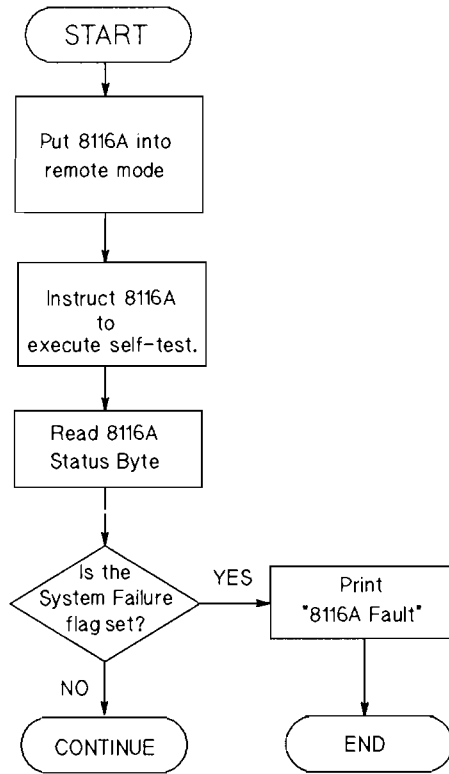 START
Put 8116A into
remote mode
Instruct 8116A
to
execute self-test.
Read 8116A
Status Byte
Is the
System Failure
flag set?
YES
Print
"8116A Fault"
NO
CONTINUE
END